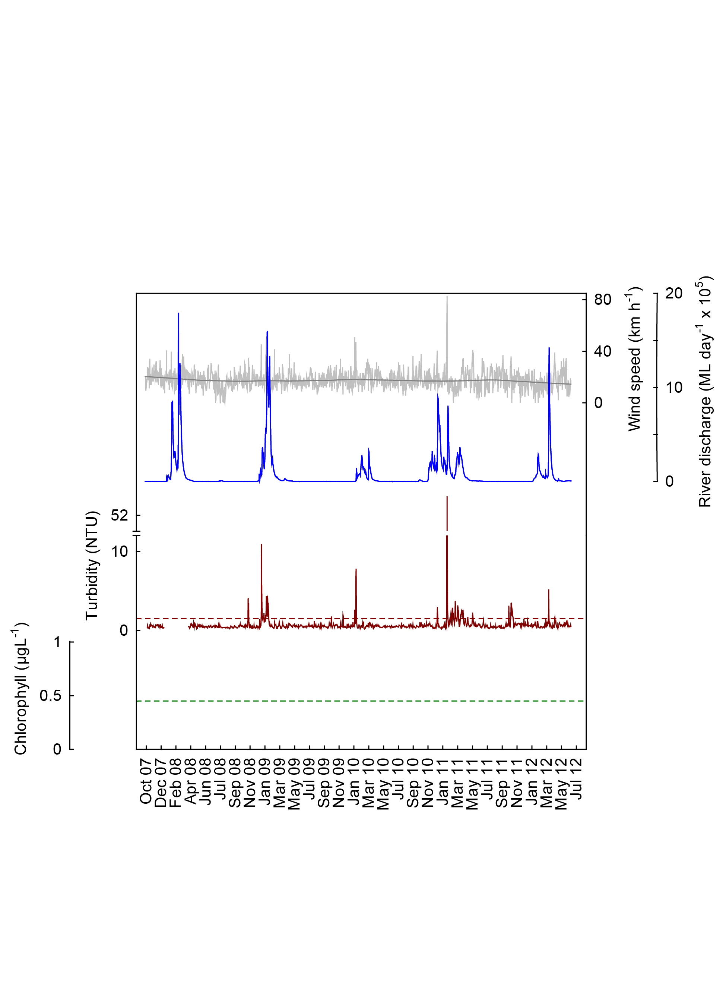 80
40
0
Wind speed (km h⁻¹)
20
10
0
River discharge (ML day⁻¹ x 10⁵)
52
10
0
Turbidity (NTU)
1
0.5
0
Chlorophyll (µgL⁻¹)
Oct 07
Dec 07
Feb 08
Apr 08
Jun 08
Jul 08
Sep 08
Nov 08
Jan 09
Mar 09
May 09
Jul 09
Sep 09
Nov 09
Jan 10
Mar 10
May 10
Jul 10
Sep 10
Nov 10
Jan 11
Mar 11
May 11
Jul 11
Sep 11
Nov 11
Jan 12
Mar 12
May 12
Jul 12